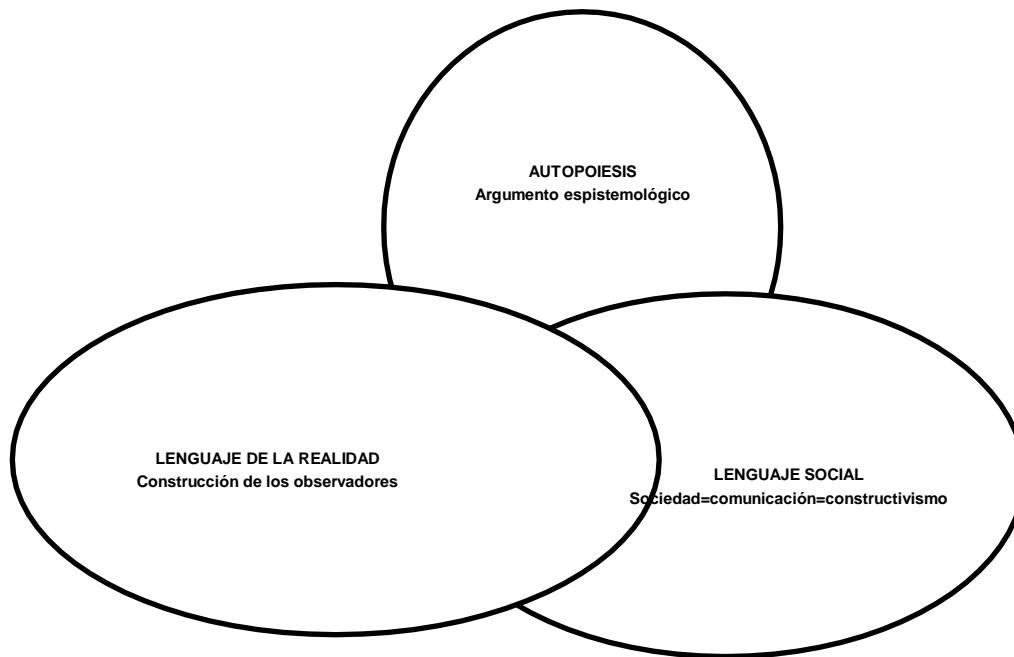 AUTOPOIESIS
Argumento espistemológico
LENGUAJE DE LA REALIDAD
Construcción de los observadores
LENGUAJE SOCIAL
Sociedad=comunicación=constructivismo